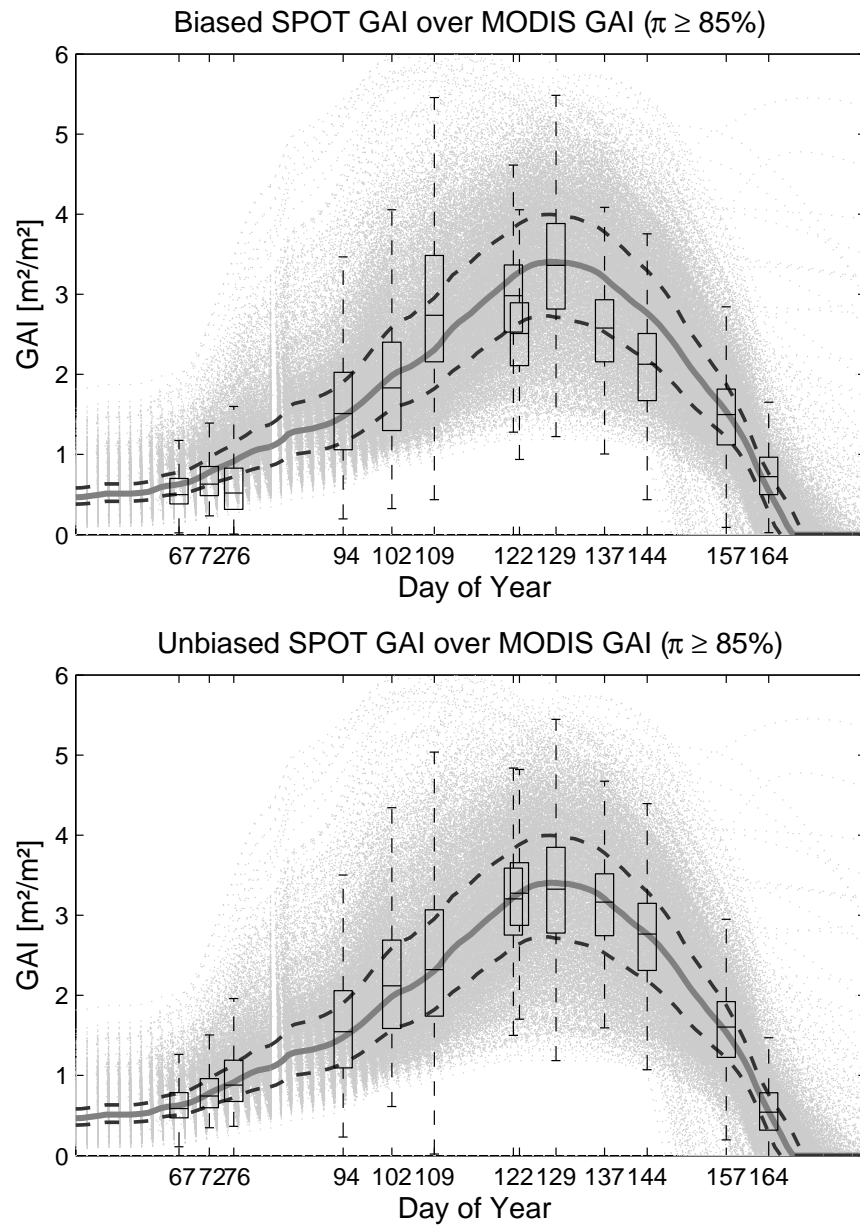 Biased SPOT GAI over MODIS GAI (π ≥ 85%)
6
5
4
3
2
1
0
GAI [m²/m²]
67 72 76 94 102 109 122 129 137 144 157 164
Day of Year
Unbiased SPOT GAI over MODIS GAI (π ≥ 85%)
6
5
4
3
2
1
0
GAI [m²/m²]
67 72 76 94 102 109 122 129 137 144 157 164
Day of Year